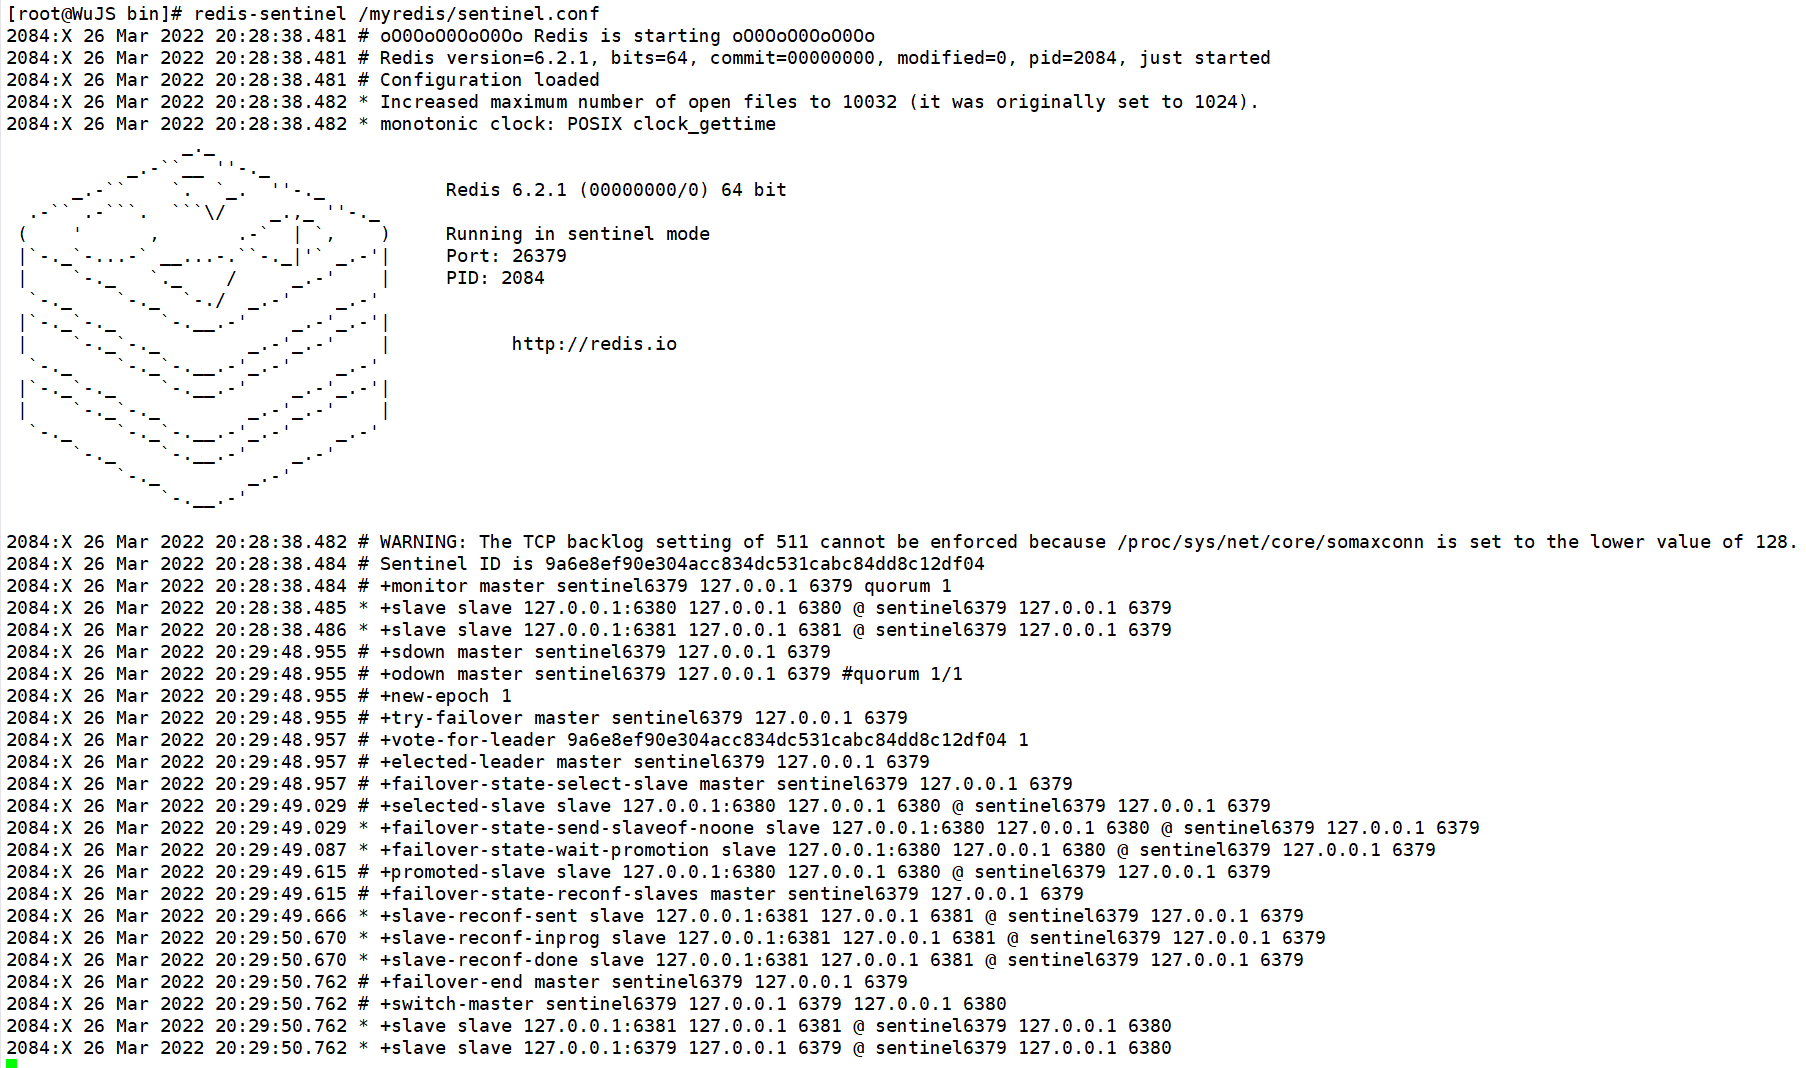 [root@WuJS bin]# redis-sentinel /myredis/sentinel.conf
2084:X 26 Mar 2022 20:28:38.481 # oO0OoO0OoO0Oo Redis is starting oO0OoO0OoO0Oo
2084:X 26 Mar 2022 20:28:38.481 # Redis version=6.2.1, bits=64, commit=00000000, modified=0, pid=2084, just started
2084:X 26 Mar 2022 20:28:38.481 # Configuration loaded
2084:X 26 Mar 2022 20:28:38.482 * Increased maximum number of open files to 10032 (it was originally set to 1024).
2084:X 26 Mar 2022 20:28:38.482 * monotonic clock: POSIX clock_gettime
Redis 6.2.1 (00000000/0) 64 bit
Running in sentinel mode
Port: 26379
PID: 2084
http://redis.io
2084:X 26 Mar 2022 20:28:38.482 # WARNING: The TCP backlog setting of 511 cannot be enforced because /proc/sys/net/core/somaxconn is set to the lower value of 128.
2084:X 26 Mar 2022 20:28:38.484 # Sentinel ID is 9a6e8ef90e304acc834dc531cabc84dd8c12df04
2084:X 26 Mar 2022 20:28:38.484 # +monitor master sentinel6379 127.0.0.1 6379 quorum 1
2084:X 26 Mar 2022 20:28:38.485 * +slave slave 127.0.0.1:6380 127.0.0.1 6380 @ sentinel6379 127.0.0.1 6379
2084:X 26 Mar 2022 20:28:38.486 * +slave slave 127.0.0.1:6381 127.0.0.1 6381 @ sentinel6379 127.0.0.1 6379
2084:X 26 Mar 2022 20:29:48.955 # +sdown master sentinel6379 127.0.0.1 6379
2084:X 26 Mar 2022 20:29:48.955 # +odown master sentinel6379 127.0.0.1 6379 #quorum 1/1
2084:X 26 Mar 2022 20:29:48.955 # +new-epoch 1
2084:X 26 Mar 2022 20:29:48.955 # +try-failover master sentinel6379 127.0.0.1 6379
2084:X 26 Mar 2022 20:29:48.957 # +vote-for-leader 9a6e8ef90e304acc834dc531cabc84dd8c12df04 1
2084:X 26 Mar 2022 20:29:48.957 # +elected-leader master sentinel6379 127.0.0.1 6379
2084:X 26 Mar 2022 20:29:48.957 # +failover-state-select-slave master sentinel6379 127.0.0.1 6379
2084:X 26 Mar 2022 20:29:49.029 # +selected-slave slave 127.0.0.1:6380 127.0.0.1 6380 @ sentinel6379 127.0.0.1 6379
2084:X 26 Mar 2022 20:29:49.029 * +failover-state-send-slaveof-noone slave 127.0.0.1:6380 127.0.0.1 6380 @ sentinel6379 127.0.0.1 6379
2084:X 26 Mar 2022 20:29:49.087 * +failover-state-wait-promotion slave 127.0.0.1:6380 127.0.0.1 6380 @ sentinel6379 127.0.0.1 6379
2084:X 26 Mar 2022 20:29:49.615 # +promoted-slave slave 127.0.0.1:6380 127.0.0.1 6380 @ sentinel6379 127.0.0.1 6379
2084:X 26 Mar 2022 20:29:49.615 # +failover-state-reconf-slaves master sentinel6379 127.0.0.1 6379
2084:X 26 Mar 2022 20:29:49.666 * +slave-reconf-sent slave 127.0.0.1:6381 127.0.0.1 6381 @ sentinel6379 127.0.0.1 6379
2084:X 26 Mar 2022 20:29:50.670 * +slave-reconf-inprog slave 127.0.0.1:6381 127.0.0.1 6381 @ sentinel6379 127.0.0.1 6379
2084:X 26 Mar 2022 20:29:50.670 * +slave-reconf-done slave 127.0.0.1:6381 127.0.0.1 6381 @ sentinel6379 127.0.0.1 6379
2084:X 26 Mar 2022 20:29:50.762 # +failover-end master sentinel6379 127.0.0.1 6379
2084:X 26 Mar 2022 20:29:50.762 # +switch-master sentinel6379 127.0.0.1 6379 127.0.0.1 6380
2084:X 26 Mar 2022 20:29:50.762 * +slave slave 127.0.0.1:6381 127.0.0.1 6381 @ sentinel6379 127.0.0.1 6380
2084:X 26 Mar 2022 20:29:50.762 * +slave slave 127.0.0.1:6379 127.0.0.1 6379 @ sentinel6379 127.0.0.1 6380